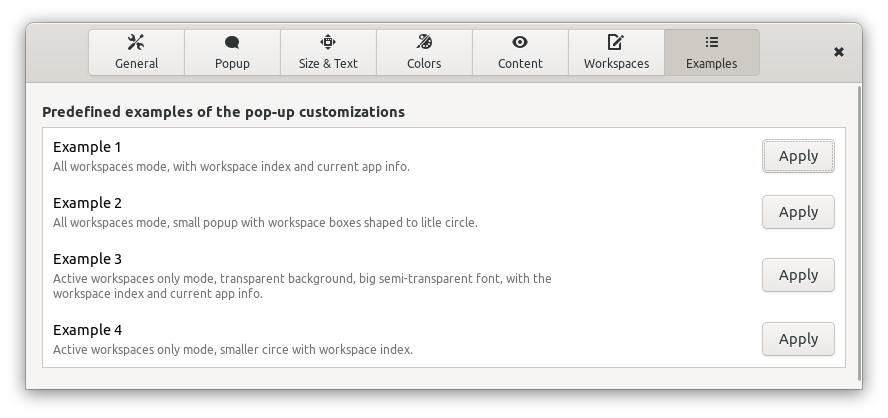 General
Popup
Size & Text
Colors
Content
Workspaces
Examples
Predefined examples of the pop-up customizations
Example 1
All workspaces mode, with workspace index and current app info.
Apply
Example 2
All workspaces mode, small popup with workspace boxes shaped to litle circle.
Apply
Example 3
Active workspaces only mode, transparent background, big semi-transparent font, with the
workspace index and current app info.
Apply
Example 4
Active workspaces only mode, smaller circe with workspace index.
Apply